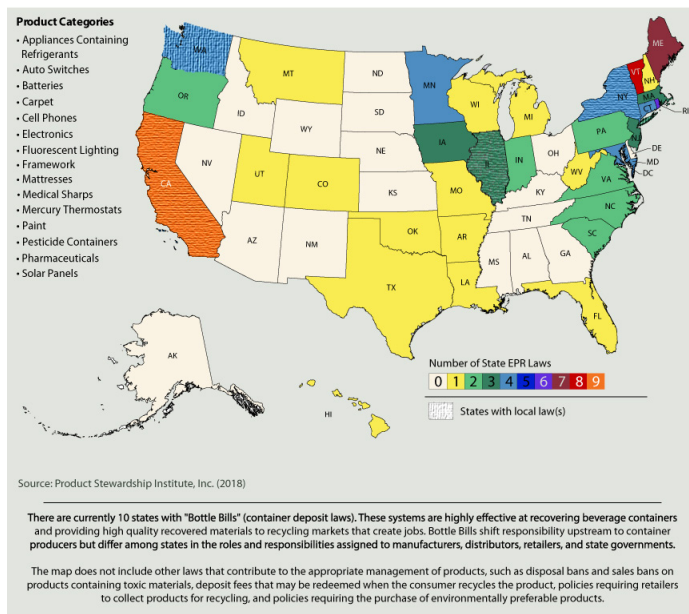 Product Categories
• Appliances Containing
Refrigerants
• Auto Switches
• Batteries
• Carpet
• Cell Phones
• Electronics
• Fluorescent Lighting
• Framework
• Mattresses
• Medical Sharps
• Mercury Thermostats
• Paint
• Pesticide Containers
• Pharmaceuticals
• Solar Panels
WA
OR
CA
ID
NV
MT
WY
UT
AZ
CO
NM
ND
SD
NE
KS
OK
TX
MN
IA
MO
AR
LA
WI
IL
MI
IN
OH
KY
TN
MS
AL
GA
FL
SC
NC
VA
WV
PA
NY
VT
NH
ME
MA
CT
RI
NJ
DE
MD
DC
AK
HI
Number of State EPR Laws
0 1 2 3 4 5 6 7 8 9
States with local law(s)
Source: Product Stewardship Institute, Inc. (2018)
There are currently 10 states with "Bottle Bills" (container deposit laws). These systems are highly effective at recovering beverage containers
and providing high quality recovered materials to recycling markets that create jobs. Bottle Bills shift responsibility upstream to container
producers but differ among states in the roles and responsibilities assigned to manufacturers, distributors, retailers, and state governments.
The map does not include other laws that contribute to the appropriate management of products, such as disposal bans and sales bans on
products containing toxic materials, deposit fees that may be redeemed when the consumer recycles the product, policies requiring retailers
to collect products for recycling, and policies requiring the purchase of environmentally preferable products.